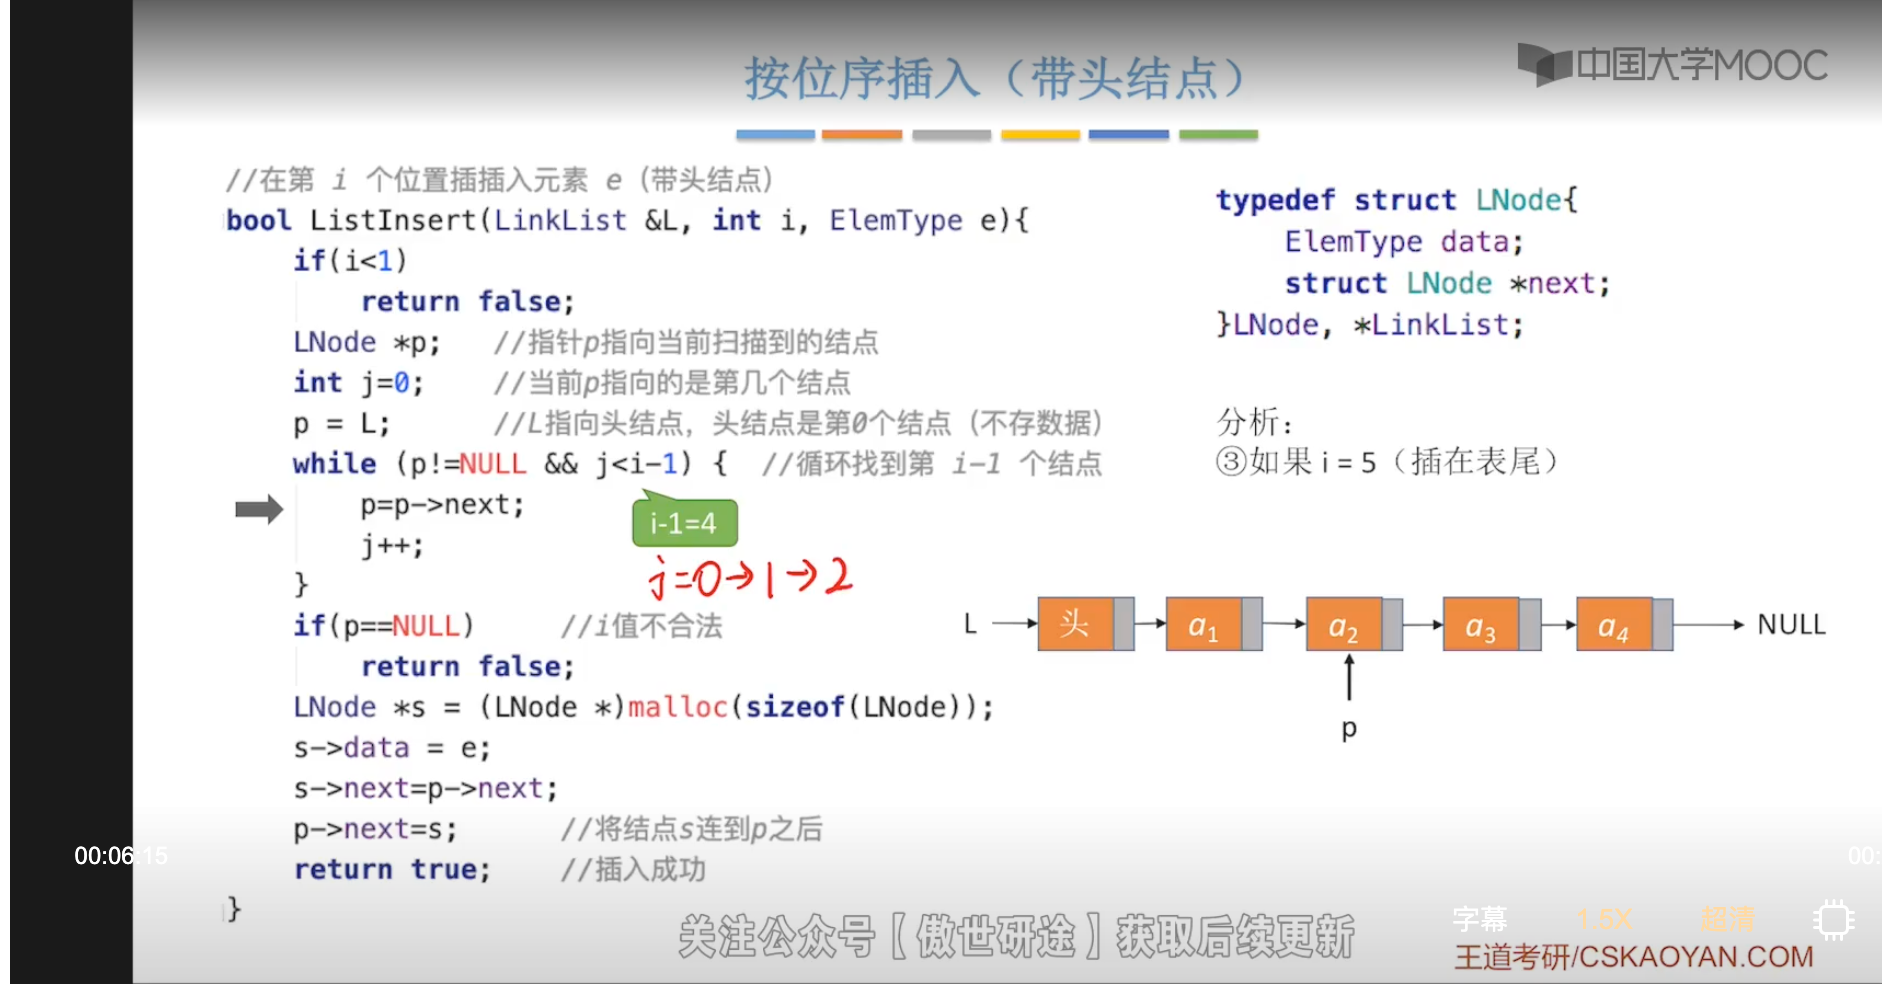 中国大学MOOC
按位序插入（带头结点）
//在第 i 个位置插插入元素 e（带头结点）
bool ListInsert(LinkList &L, int i, ElemType e){
if(i<1)
return false;
LNode *p; //指针p指向当前扫描到的结点
int j=0; //当前p指向的是第几个结点
p = L; //L指向头结点，头结点是第0个结点（不存数据）
while (p!=NULL && j<i-1) { //循环找到第 i-1 个结点
p=p->next;
j++;
}
i-1=4
j=0→1→2
if(p==NULL) //i值不合法
return false;
LNode *s = (LNode *)malloc(sizeof(LNode));
s->data = e;
s->next=p->next;
p->next=s; //将结点s连到p之后
return true; //插入成功
}
typedef struct LNode{
ElemType data;
struct LNode *next;
}LNode, *LinkList;
分析：
③如果 i = 5（插在表尾）
L 头 a1 a2 a3 a4 NULL
p
00:06:15
00:
字幕 1.5X 超清
关注公众号【傲世研途】获取后续更新
王道考研/CSKAOYAN.COM